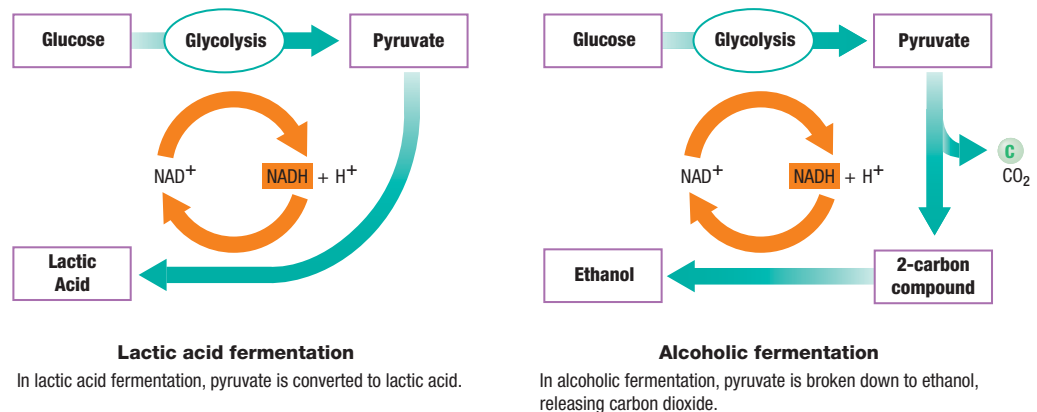 Glucose
Glycolysis
Pyruvate
NAD+
NADH + H+
Lactic
Acid
Lactic acid fermentation
In lactic acid fermentation, pyruvate is converted to lactic acid.
Glucose
Glycolysis
Pyruvate
NAD+
NADH + H+
C
CO2
Ethanol
2-carbon
compound
Alcoholic fermentation
In alcoholic fermentation, pyruvate is broken down to ethanol,
releasing carbon dioxide.